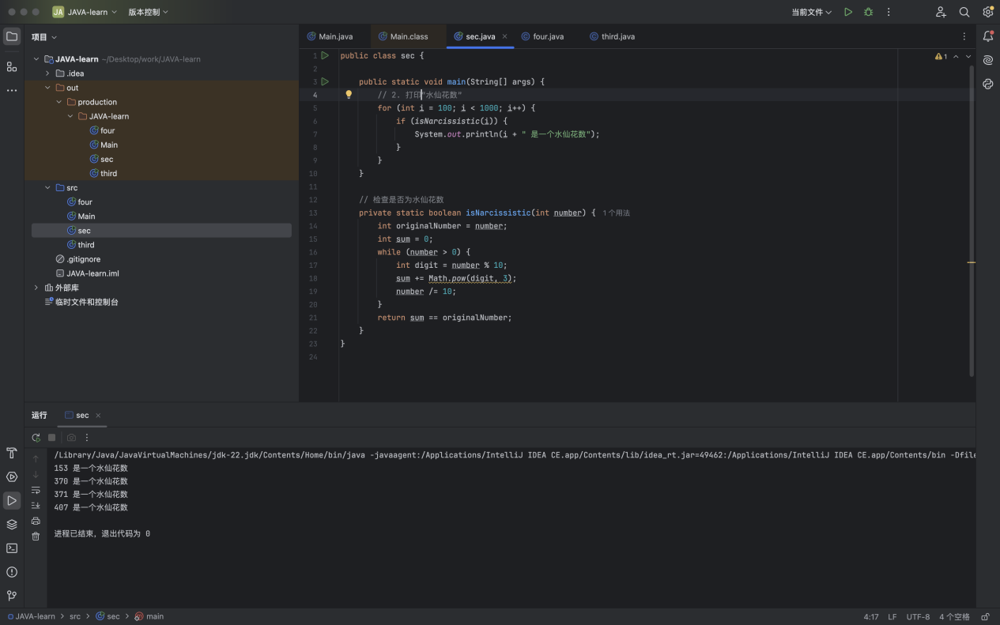 JA JAVA-learn 版本控制 当前文件
项目
JAVA-learn ~/Desktop/work/JAVA-learn
.idea
out
production
JAVA-learn
four
Main
sec
third
src
four
Main
sec
third
.gitignore
JAVA-learn.iml
外部库
临时文件和控制台
Main.java Main.class sec.java four.java third.java
1 public class sec {
2
3 public static void main(String[] args) {
4 // 2. 打印“水仙花数”
5 for (int i = 100; i < 1000; i++) {
6 if (isNarcissistic(i)) {
7 System.out.println(i + " 是一个水仙花数");
8 }
9 }
10 }
11
12 // 检查是否为水仙花数
13 private static boolean isNarcissistic(int number) { 1 个用法
14 int originalNumber = number;
15 int sum = 0;
16 while (number > 0) {
17 int digit = number % 10;
18 sum += Math.pow(digit, 3);
19 number /= 10;
20 }
21 return sum == originalNumber;
22 }
23 }
24
1
运行 sec
/Library/Java/JavaVirtualMachines/jdk-22.jdk/Contents/Home/bin/java -javaagent:/Applications/IntelliJ IDEA CE.app/Contents/lib/idea_rt.jar=49462:/Applications/IntelliJ IDEA CE.app/Contents/bin -Dfile
153 是一个水仙花数
370 是一个水仙花数
371 是一个水仙花数
407 是一个水仙花数
进程已结束，退出代码为 0
JAVA-learn > src > sec > main 4:17 LF UTF-8 4 个空格